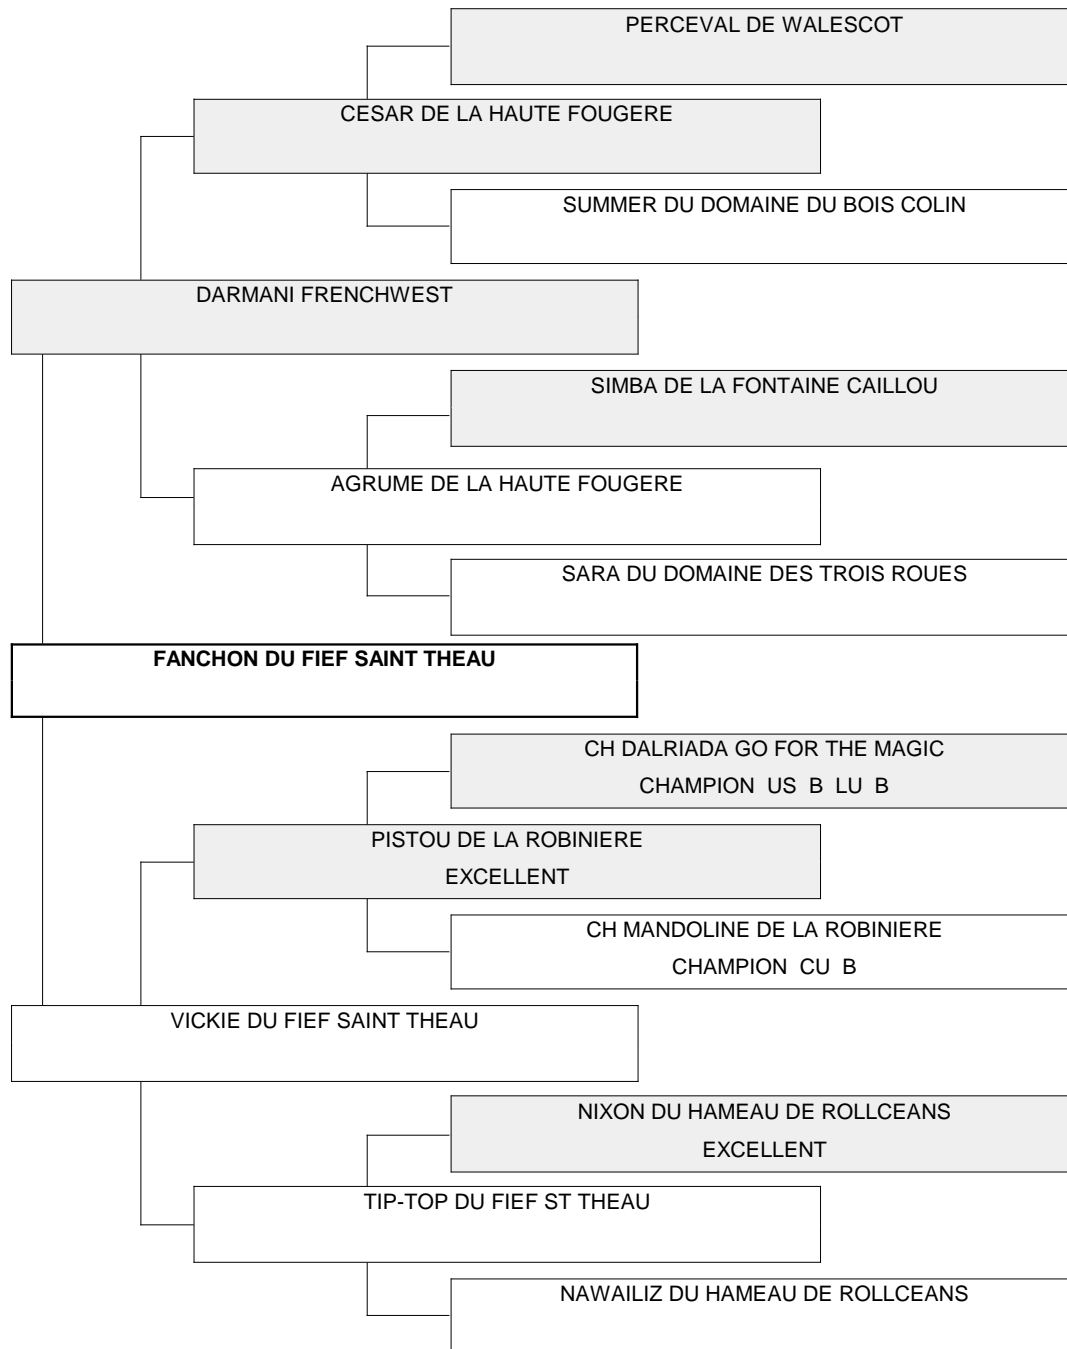 PERCEVAL DE WALESCOT
CESAR DE LA HAUTE FOUGERE
SUMMER DU DOMAINE DU BOIS COLIN
DARMANI FRENCHWEST
SIMBA DE LA FONTAINE CAILLOU
AGRUME DE LA HAUTE FOUGERE
SARA DU DOMAINE DES TROIS ROUES
FANCHON DU FIEF SAINT THEAU
CH DALRIADA GO FOR THE MAGIC
CHAMPION US B LU B
PISTOU DE LA ROBINIERE
EXCELLENT
CH MANDOLINE DE LA ROBINIERE
CHAMPION CU B
VICKIE DU FIEF SAINT THEAU
NIXON DU HAMEAU DE ROLLCEANS
EXCELLENT
TIP-TOP DU FIEF ST THEAU
NAWAILIZ DU HAMEAU DE ROLLCEANS